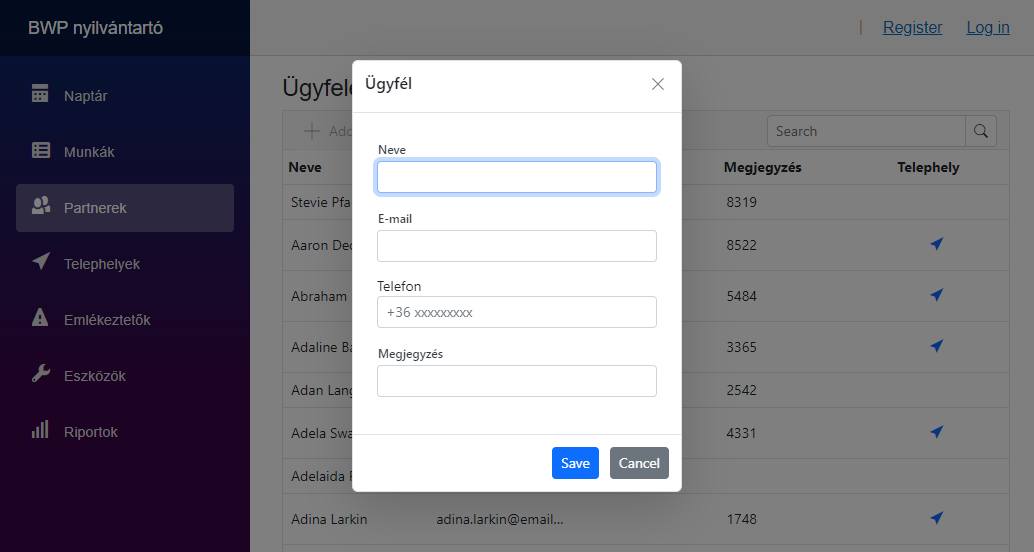 BWP nyilvántartó
| Register Log in
Naptár
Munkák
Partnerek
Telephelyek
Emlékeztetők
Eszközök
Riportok
Add
Search
Neve Megjegyzés Telephely
Stevie Pfa 8319
Aaron 8522
Abraham 5484
Adaline Ba 3365
Adan Lang 2542
Adela Swa 4331
Adelaida
Adina Larkin adina.larkin@email... 1748
Ügyfél
Neve
E-mail
Telefon
+36 xxxxxxxxx
Megjegyzés
Save Cancel